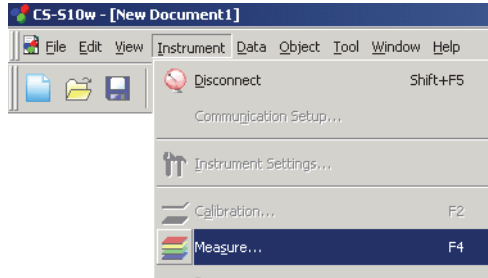 CS-S10w - [New Document1]
File Edit View Instrument Data Object Tool Window Help
Disconnect Shift+F5
Communication Setup...
Instrument Settings...
Calibration... F2
Measure... F4